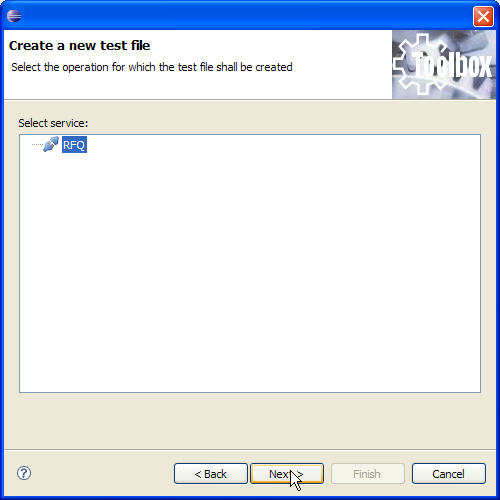 Create a new test file
Select the operation for which the test file shall be created
Toolbox
Select service:
RFQ
?
< Back
Next >
Finish
Cancel